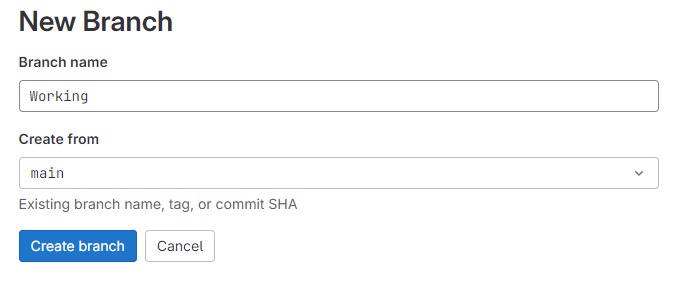 New Branch
Branch name
Working
Create from
main
Existing branch name, tag, or commit SHA
Create branch Cancel